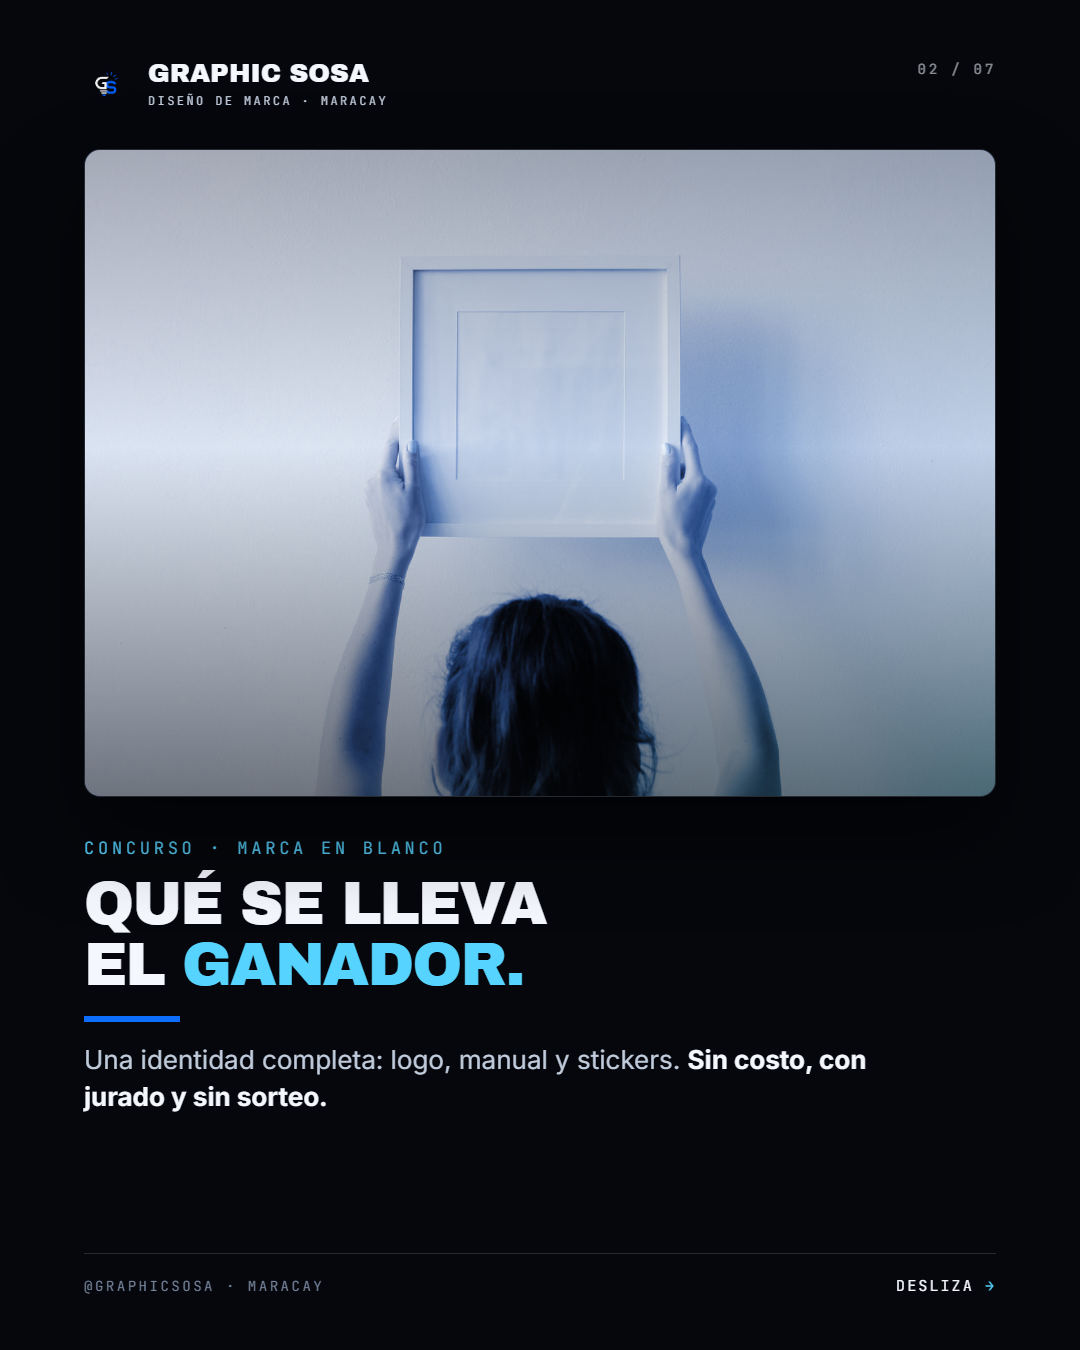 GS
GRAPHIC SOSA
DISEÑO DE MARCA · MARACAY
02 / 07
CONCURSO · MARCA EN BLANCO
QUÉ SE LLEVA
EL GANADOR.
Una identidad completa: logo, manual y stickers. Sin costo, con
jurado y sin sorteo.
@GRAPHICSOSA · MARACAY
DESLIZA →